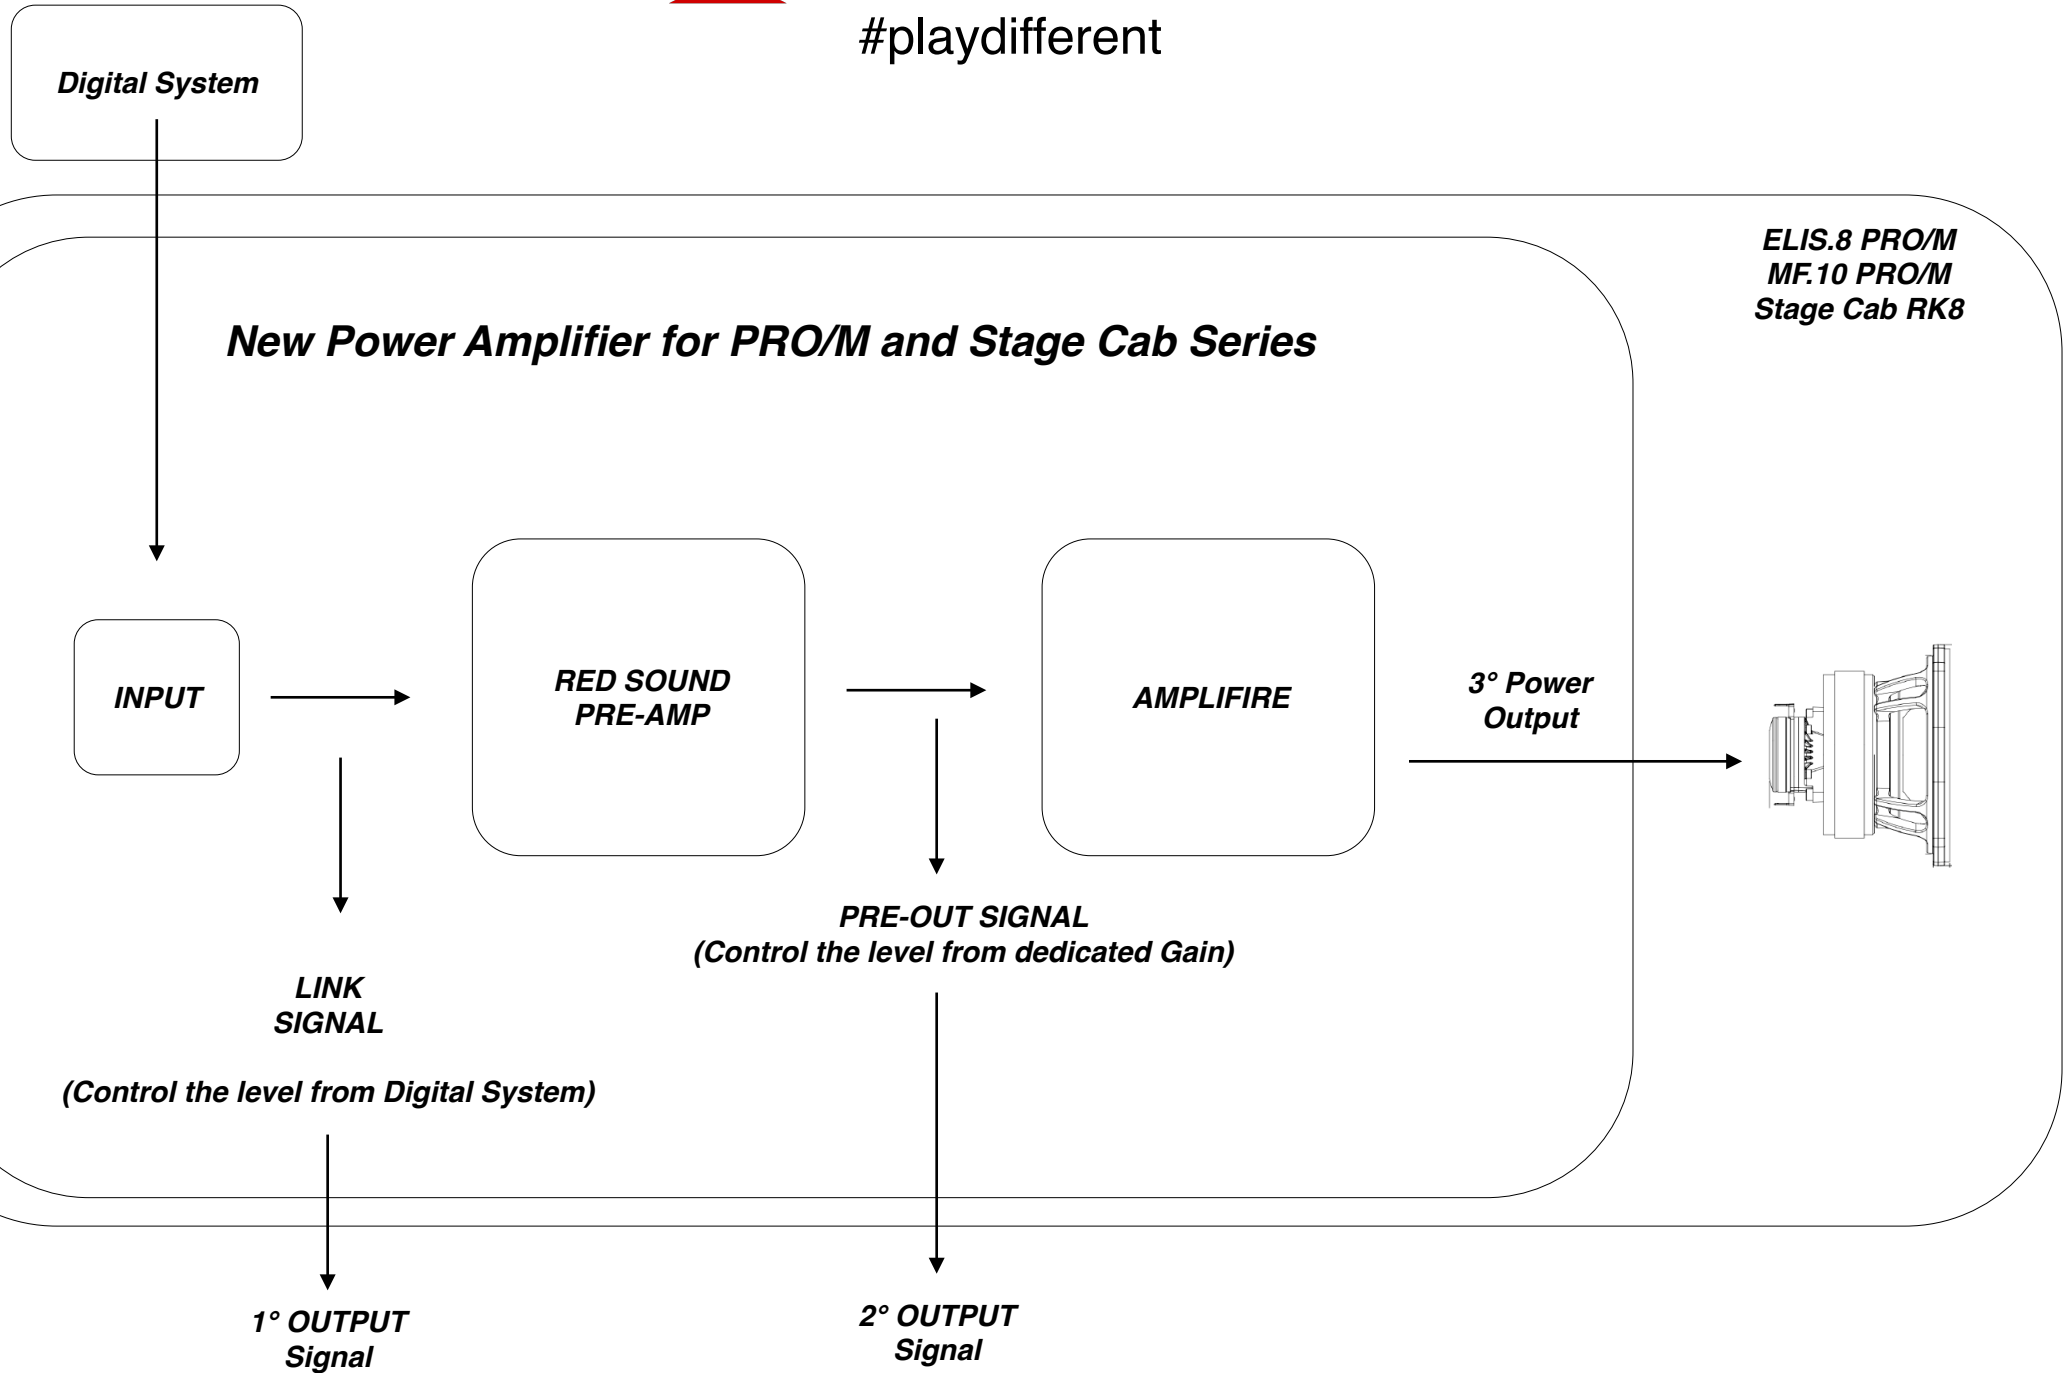 #playdifferent
Digital System
ELIS.8 PRO/M
MF.10 PRO/M
Stage Cab RK8
New Power Amplifier for PRO/M and Stage Cab Series
INPUT
RED SOUND
PRE-AMP
AMPLIFIRE
3° Power
Output
PRE-OUT SIGNAL
(Control the level from dedicated Gain)
LINK
SIGNAL
(Control the level from Digital System)
1° OUTPUT
Signal
2° OUTPUT
Signal